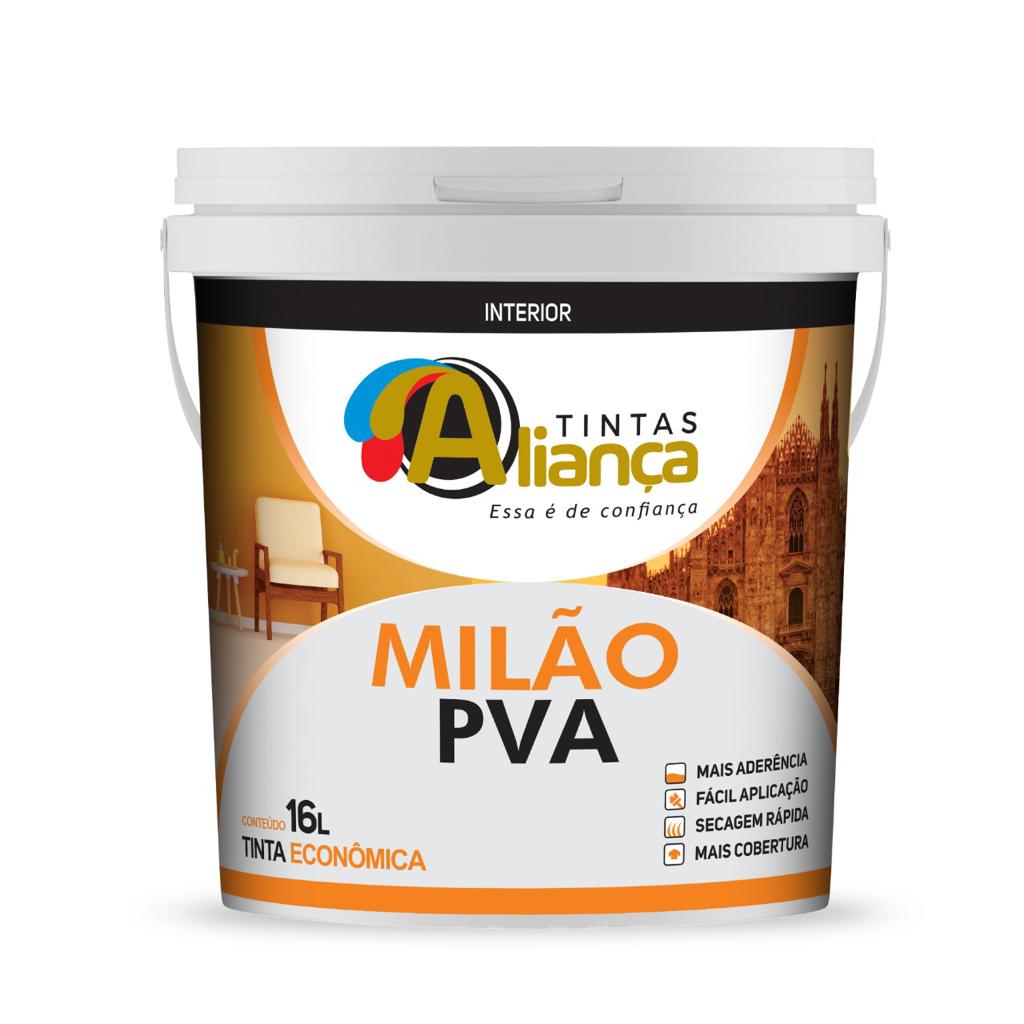 INTERIOR
TINTAS
Aliança
Essa é de confiança
MILÃO
PVA
MAIS ADERÊNCIA
FÁCIL APLICAÇÃO
SECAGEM RÁPIDA
MAIS COBERTURA
CONTEÚDO 16L
TINTA ECONÔMICA